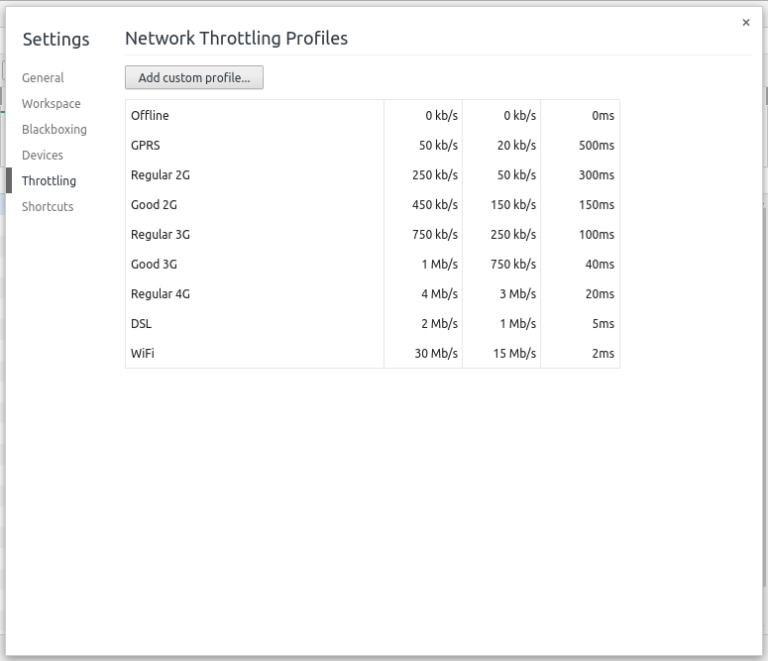 ×
Settings
Network Throttling Profiles
General
Workspace
Blackboxing
Devices
Throttling
Shortcuts
Add custom profile...
Offline 0 kb/s 0 kb/s 0ms
GPRS 50 kb/s 20 kb/s 500ms
Regular 2G 250 kb/s 50 kb/s 300ms
Good 2G 450 kb/s 150 kb/s 150ms
Regular 3G 750 kb/s 250 kb/s 100ms
Good 3G 1 Mb/s 750 kb/s 40ms
Regular 4G 4 Mb/s 3 Mb/s 20ms
DSL 2 Mb/s 1 Mb/s 5ms
WiFi 30 Mb/s 15 Mb/s 2ms